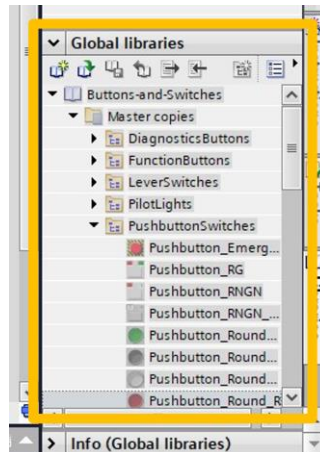 Global libraries
Buttons-and-Switches
Master copies
DiagnosticsButtons
FunctionButtons
LeverSwitches
PilotLights
PushbuttonSwitches
Pushbutton_Emerg...
Pushbutton_RG
Pushbutton_RNGN
Pushbutton_RNGN_...
Pushbutton_Round...
Pushbutton_Round...
Pushbutton_Round...
Pushbutton_Round_R
Info (Global libraries)